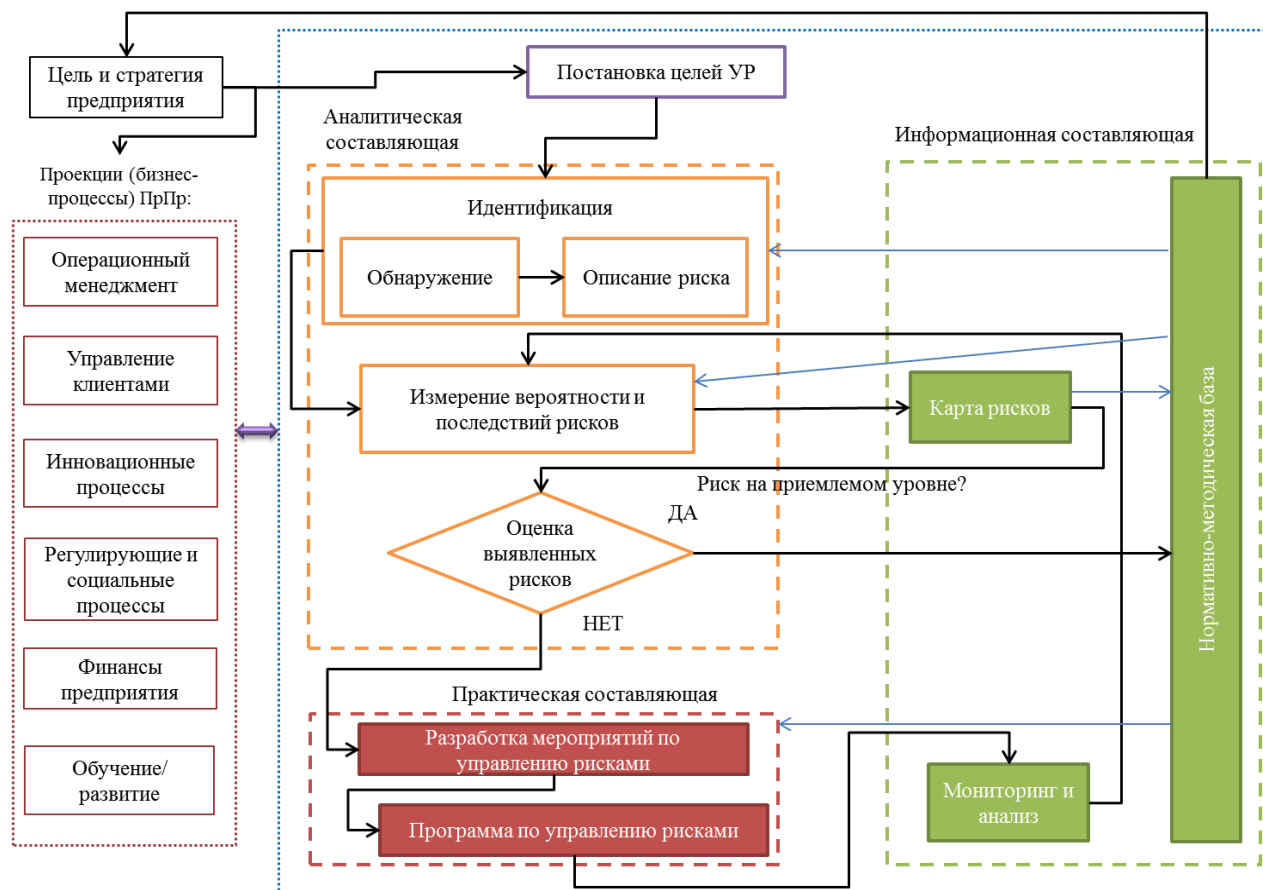 Цель и стратегия
предприятия
Постановка целей УР
Аналитическая
составляющая
Информационная составляющая
Проекции (бизнес-
процессы) ПрПр:
Идентификация
Обнаружение
Описание риска
Операционный
менеджмент
Управление
клиентами
Инновационные
процессы
Регулирующие и
социальные
процессы
Финансы
предприятия
Обучение/
развитие
Измерение вероятности и
последствий рисков
Карта рисков
Риск на приемлемом уровне?
ДА
Оценка
выявленных
рисков
НЕТ
Нормативно-методическая база
Практическая составляющая
Разработка мероприятий по
управлению рисками
Программа по управлению рисками
Мониторинг и
анализ